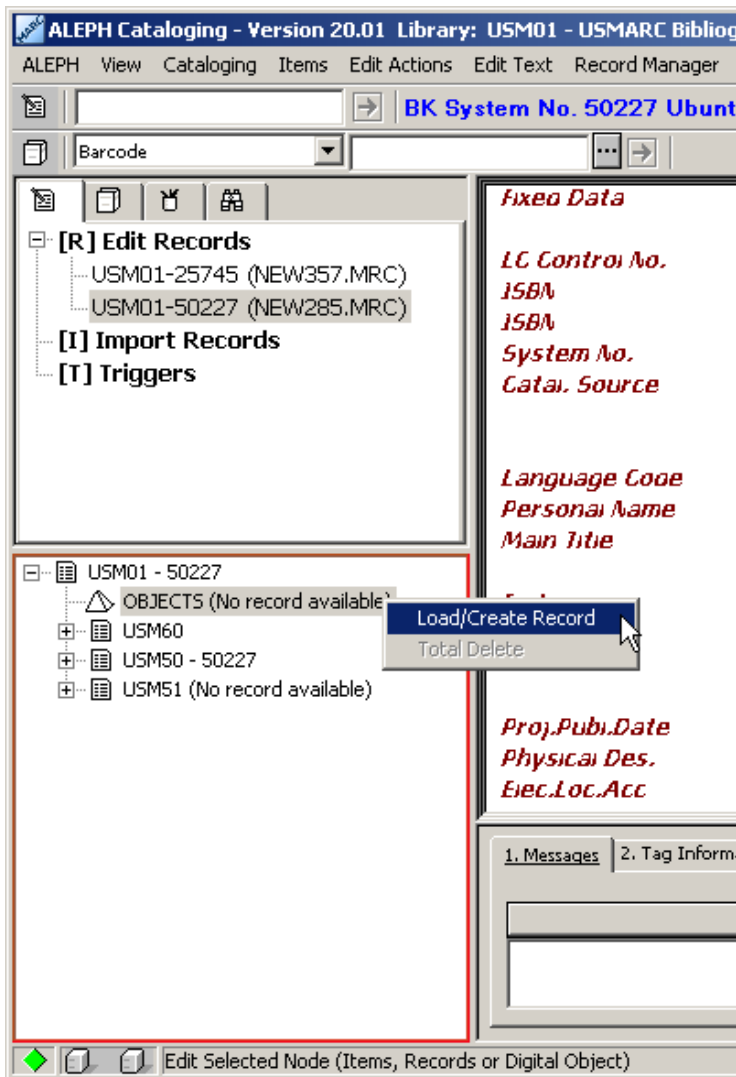 ALEPH Cataloging - Version 20.01 Library: USM01 - USMARC Bibliog
ALEPH View Cataloging Items Edit Actions Edit Text Record Manager
BK System No. 50227 Ubunt
Barcode
[R] Edit Records
USM01-25745 (NEW357.MRC)
USM01-50227 (NEW285.MRC)
[I] Import Records
[T] Triggers
Fixed Data
LC Control No.
ISBN
ISBN
System No.
Catal. Source
Language Code
Personal Name
Main Title
USM01 - 50227
OBJECTS (No record available)
USM60
USM50 - 50227
USM51 (No record available)
Load/Create Record
Total Delete
Proj.Publ.Date
Physical Des.
Elec.Loc.Acc
1. Messages 2. Tag Inform
Edit Selected Node (Items, Records or Digital Object)